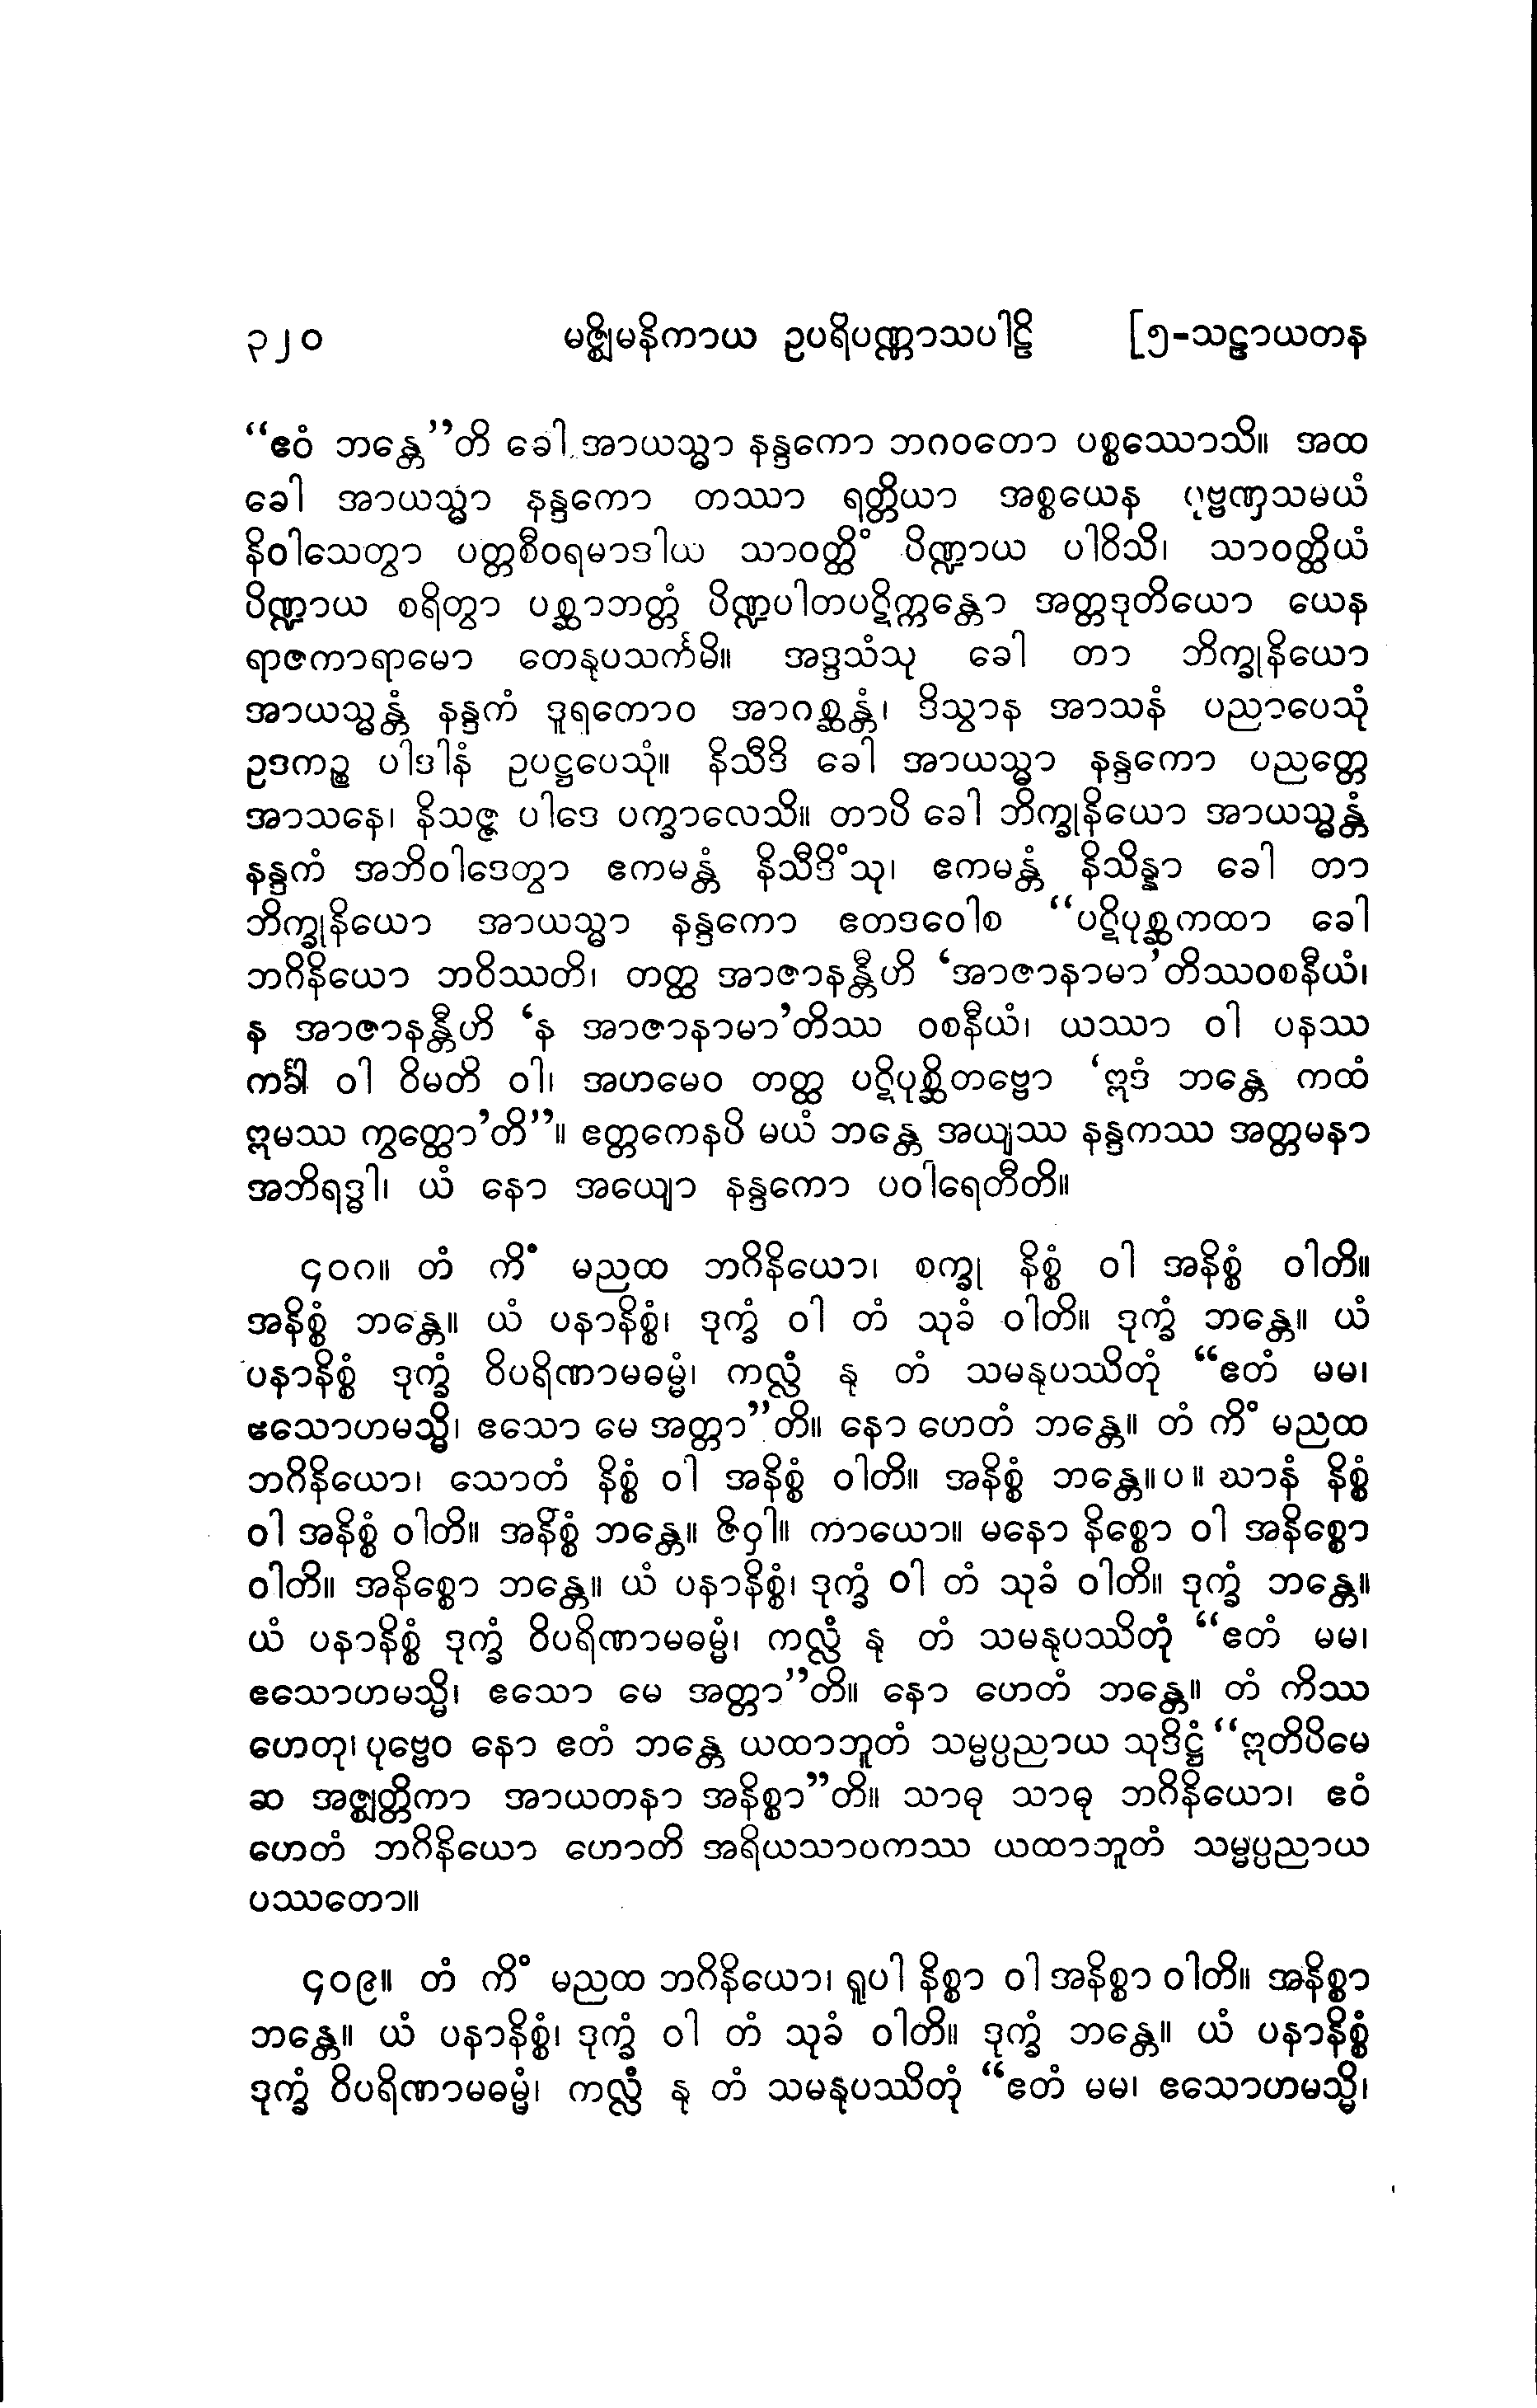 ၃၂၀ မဇ္ဈိမနိကာယ ဥပရိပဏ္ဏာသပါဠိ [၅-သဠာယတန
“ဧဝံ ဘန္တေ”တိ ခေါ အာယသ္မာ နန္ဒကော ဘဂဝတော ပစ္စဿောသိ။ အထ
ခေါ အာယသ္မာ နန္ဒကော တဿာ ရတ္တိယာ အစ္စယေန ပုဗ္ဗဏှသမယံ
နိဝါသေတွာ ပတ္တစီဝရမာဒါယ သာဝတ္ထိံ ပိဏ္ဍာယ ပါဝိသိ၊ သာဝတ္ထိယံ
ပိဏ္ဍာယ စရိတွာ ပစ္ဆာဘတ္တံ ပိဏ္ဍပါတပဋိက္ကန္တော အတ္တဒုတိယော ယေန
ရာဇကာရာမော တေနုပသင်္ကမိ။ အဒ္ဒသံသု ခေါ တာ ဘိက္ခုနိယော
အာယသ္မန္တံ နန္ဒကံ ဒူရတောဝ အာဂစ္ဆန္တံ၊ ဒိသွာန အာသနံ ပညာပေသုံ
ဥဒကဉ္စ ပါဒါနံ ဥပဋ္ဌပေသုံ။ နိသီဒိ ခေါ အာယသ္မာ နန္ဒကော ပညတ္တေ
အာသနေ၊ နိသဇ္ဇ ပါဒေ ပက္ခာလေသိ။ တာပိ ခေါ ဘိက္ခုနိယော အာယသ္မန္တံ
နန္ဒကံ အဘိဝါဒေတွာ ဧကမန္တံ နိသီဒိံသု၊ ဧကမန္တံ နိသိန္နာ ခေါ တာ
ဘိက္ခုနိယော အာယသ္မာ နန္ဒကော ဧတဒဝေါစ “ပဋိပုစ္ဆကထာ ခေါ
ဘဂိနိယော ဘဝိဿတိ၊ တတ္ထ အာဇာနန္တီဟိ ‘အာဇာနာမာ’တိဿဝစနီယံ၊
န အာဇာနန္တီဟိ ‘န အာဇာနာမာ’တိဿ ဝစနီယံ၊ ယဿာ ဝါ ပနဿ
ကင်္ခါ ဝါ ဝိမတိ ဝါ၊ အဟမေဝ တတ္ထ ပဋိပုစ္ဆိတဗ္ဗော ‘ဣဒံ ဘန္တေ ကထံ
ဣမဿ ကွတ္ထော’တိ”။ ဧတ္တကေနပိ မယံ ဘန္တေ အယျဿ နန္ဒကဿ အတ္တမနာ
အဘိရဒ္ဓါ၊ ယံ နော အယျော နန္ဒကော ပဝါရေတီတိ။
၄၀၈။ တံ ကိံ မညထ ဘဂိနိယော၊ စက္ခု နိစ္စံ ဝါ အနိစ္စံ ဝါတိ။
အနိစ္စံ ဘန္တေ။ ယံ ပနာနိစ္စံ၊ ဒုက္ခံ ဝါ တံ သုခံ ဝါတိ။ ဒုက္ခံ ဘန္တေ။ ယံ
ပနာနိစ္စံ ဒုက္ခံ ဝိပရိဏာမဓမ္မံ၊ ကလ္လံ နု တံ သမနုပဿိတုံ “ဧတံ မမ၊
ဧသောဟမသ္မိ၊ ဧသော မေ အတ္တာ”တိ။ နော ဟေတံ ဘန္တေ။ တံ ကိံ မညထ
ဘဂိနိယော၊ သောတံ နိစ္စံ ဝါ အနိစ္စံ ဝါတိ။ အနိစ္စံ ဘန္တေ။ပ။ ဃာနံ နိစ္စံ
ဝါ အနိစ္စံ ဝါတိ။ အနိစ္စံ ဘန္တေ။ ဇိဝှါ။ ကာယော။ မနော နိစ္စော ဝါ အနိစ္စော
ဝါတိ။ အနိစ္စော ဘန္တေ။ ယံ ပနာနိစ္စံ၊ ဒုက္ခံ ဝါ တံ သုခံ ဝါတိ။ ဒုက္ခံ ဘန္တေ။
ယံ ပနာနိစ္စံ ဒုက္ခံ ဝိပရိဏာမဓမ္မံ၊ ကလ္လံ နု တံ သမနုပဿိတုံ “ဧတံ မမ၊
ဧသောဟမသ္မိ၊ ဧသော မေ အတ္တာ”တိ။ နော ဟေတံ ဘန္တေ။ တံ ကိဿ
ဟေတု၊ ပုဗ္ဗေဝ နော ဧတံ ဘန္တေ ယထာဘူတံ သမ္မပ္ပညာယ သုဒိဋ္ဌံ “ဣတိပိမေ
ဆ အဇ္ဈတ္တိကာ အာယတနာ အနိစ္စာ”တိ။ သာဓု သာဓု ဘဂိနိယော၊ ဧဝံ
ဟေတံ ဘဂိနိယော ဟောတိ အရိယသာဝကဿ ယထာဘူတံ သမ္မပ္ပညာယ
ပဿတော။
၄၀၉။ တံ ကိံ မညထ ဘဂိနိယော၊ ရူပါ နိစ္စာ ဝါ အနိစ္စာ ဝါတိ။ အနိစ္စာ
ဘန္တေ။ ယံ ပနာနိစ္စံ၊ ဒုက္ခံ ဝါ တံ သုခံ ဝါတိ။ ဒုက္ခံ ဘန္တေ။ ယံ ပနာနိစ္စံ
ဒုက္ခံ ဝိပရိဏာမဓမ္မံ၊ ကလ္လံ နု တံ သမနုပဿိတုံ “ဧတံ မမ၊ ဧသောဟမသ္မိ၊